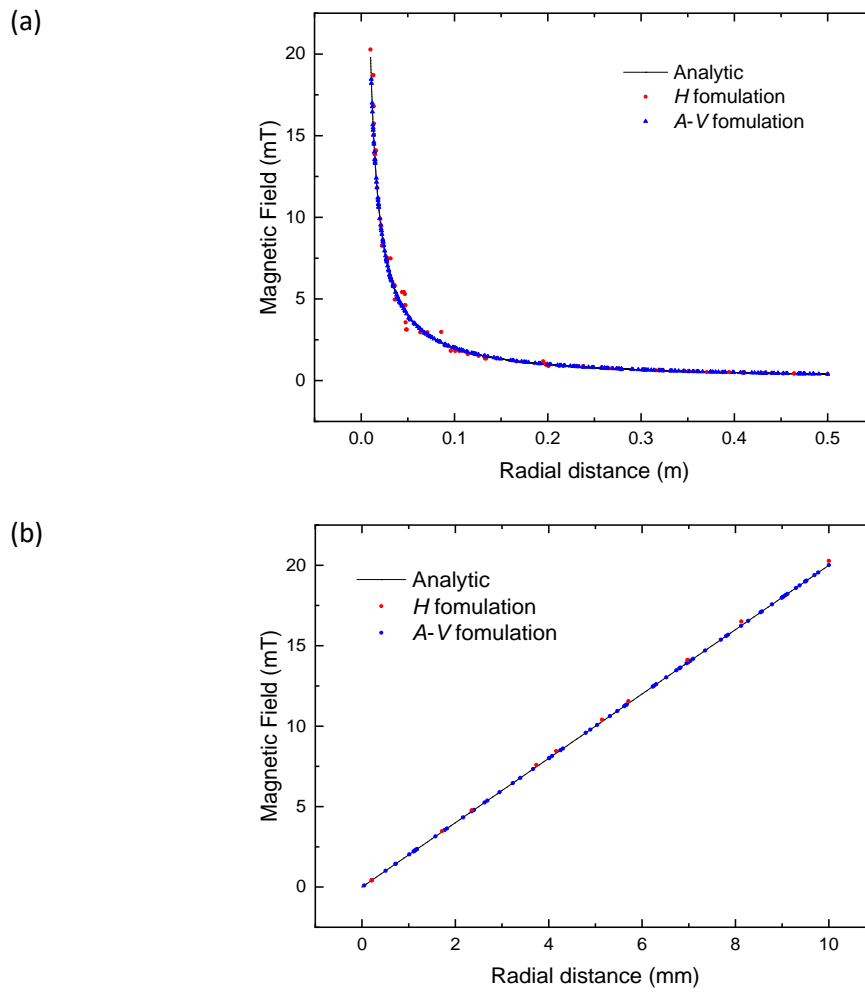 (a)
20
15
10
5
0
0.0 0.1 0.2 0.3 0.4 0.5
Magnetic Field (mT)
Radial distance (m)
Analytic
H fomulation
A-V fomulation
(b)
20
15
10
5
0
0 2 4 6 8 10
Magnetic Field (mT)
Radial distance (mm)
Analytic
H fomulation
A-V fomulation